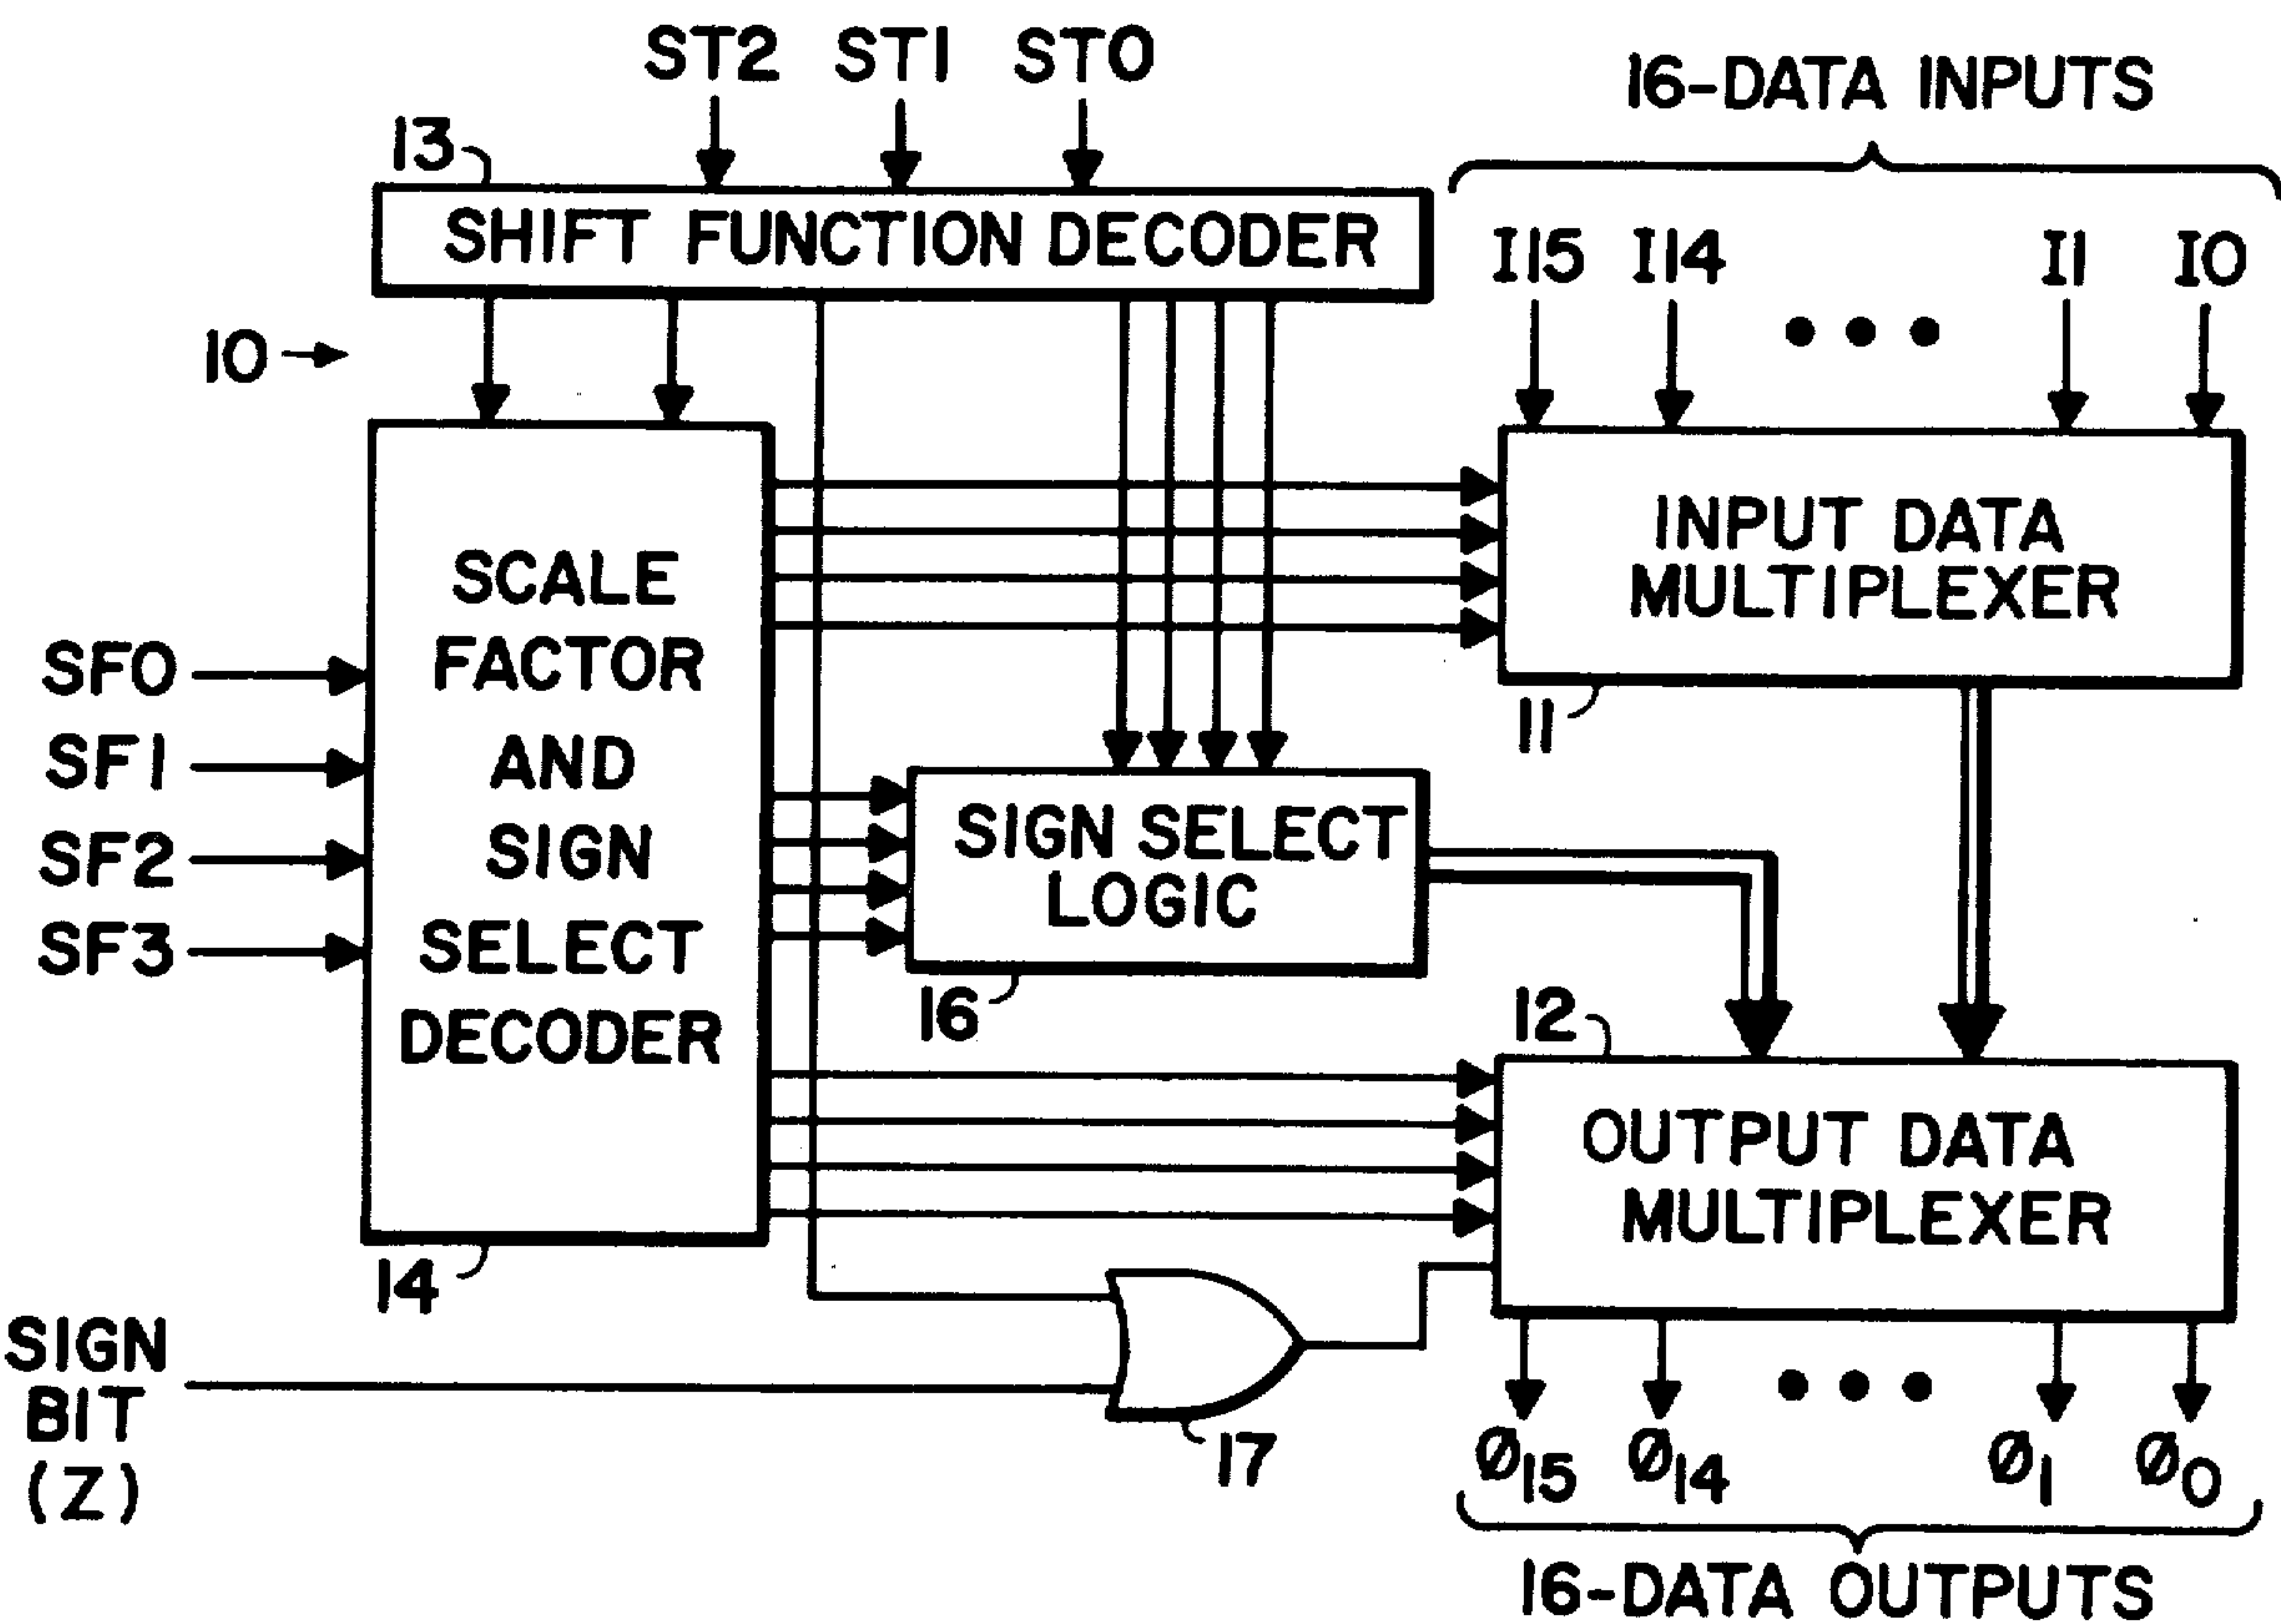 ST2 ST1 ST0
16-DATA INPUTS
13
SHIFT FUNCTION DECODER
I15 I14 ••• I1 I0
10
INPUT DATA
MULTIPLEXER
11
SCALE
FACTOR
AND
SIGN
SELECT
DECODER
SF0
SF1
SF2
SF3
SIGN SELECT
LOGIC
16
12
OUTPUT DATA
MULTIPLEXER
14
SIGN
BIT
(Z)
17
Ø15 Ø14 ••• Ø1 Ø0
16-DATA OUTPUTS